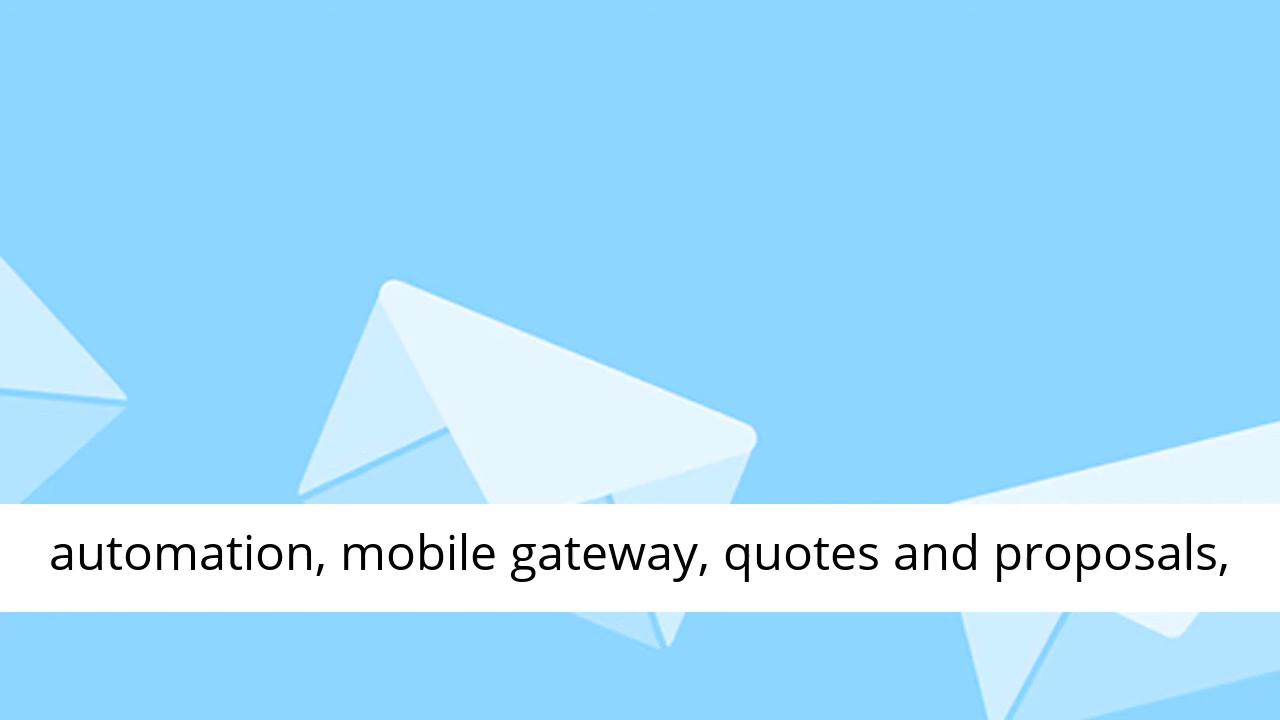 automation, mobile gateway, quotes and proposals,